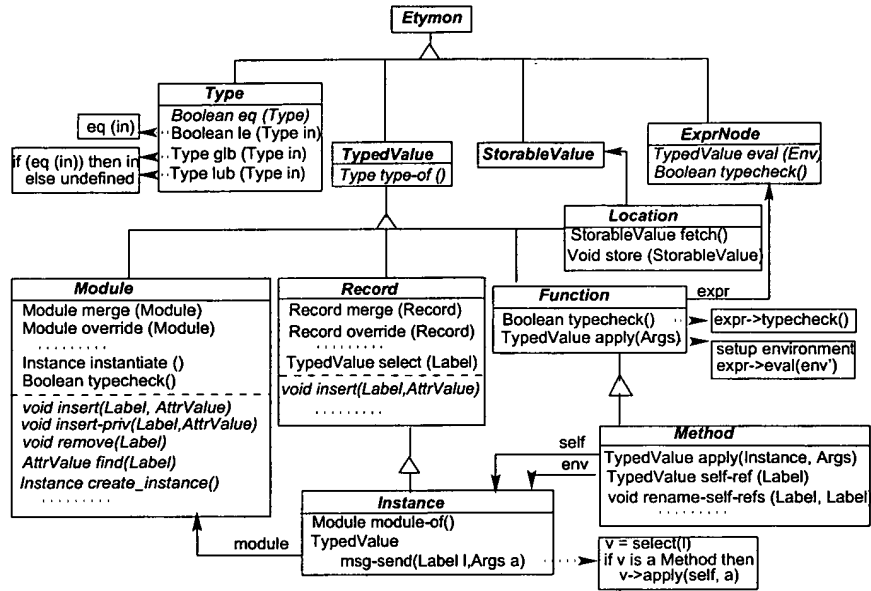 Etymon
Type
Boolean eq (Type)
Boolean le (Type in)
Type glb (Type in)
Type lub (Type in)
eq (in)
if (eq (in)) then in
else undefined
TypedValue
Type type-of ()
StorableValue
ExprNode
TypedValue eval (Env)
Boolean typecheck()
Location
StorableValue fetch()
Void store (StorableValue)
Module
Module merge (Module)
Module override (Module)
. . . . . . . . .
Instance instantiate ()
Boolean typecheck()
void insert(Label, AttrValue)
void insert-priv(Label,AttrValue)
void remove(Label)
AttrValue find(Label)
Instance create_instance()
. . . . . . . . .
Record
Record merge (Record)
Record override (Record)
. . . . . . . . .
TypedValue select (Label)
void insert(Label,AttrValue)
. . . . . . . . .
Function
Boolean typecheck()
TypedValue apply(Args)
expr
expr->typecheck()
setup environment
expr->eval(env')
Method
TypedValue apply(Instance, Args)
TypedValue self-ref (Label)
void rename-self-refs (Label, Label
. . . . . . . . .
self
env
Instance
Module module-of()
TypedValue
msg-send(Label l,Args a)
module
v = select(l)
if v is a Method then
v->apply(self, a)